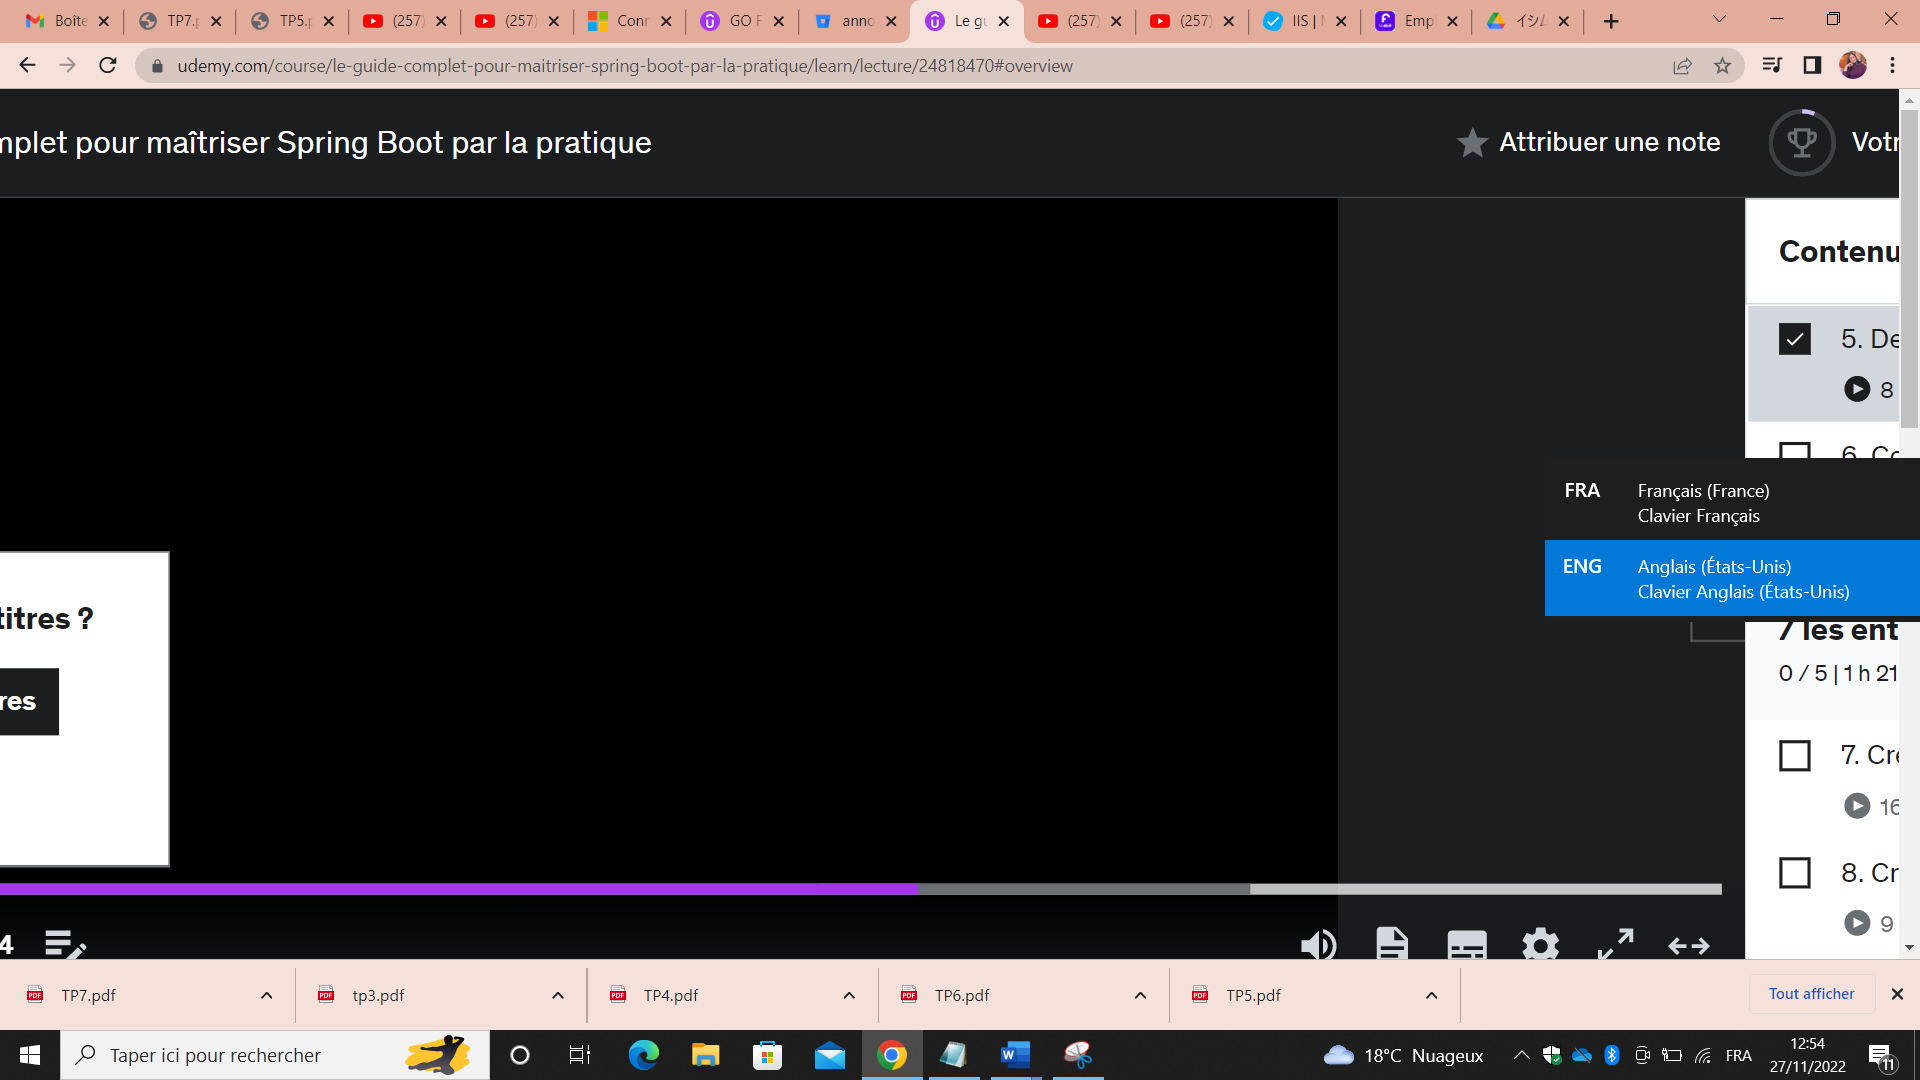 Boîte
TP7.p
TP5.p
(257)
(257)
Conn
GO F
anno
Le gu
(257)
(257)
IIS | M
Empl
イシム
udemy.com/course/le-guide-complet-pour-maitriser-spring-boot-par-la-pratique/learn/lecture/24818470#overview
mplet pour maîtriser Spring Boot par la pratique
Attribuer une note
Votr
Contenu
5. De
8
6. Co
FRA
Français (France)
Clavier Français
ENG
Anglais (États-Unis)
Clavier Anglais (États-Unis)
titres ?
res
7 les ent
0 / 5 | 1 h 21
7. Cre
16
8. Cr
9
4
TP7.pdf
tp3.pdf
TP4.pdf
TP6.pdf
TP5.pdf
Tout afficher
Taper ici pour rechercher
18°C Nuageux
FRA
12:54
27/11/2022
11